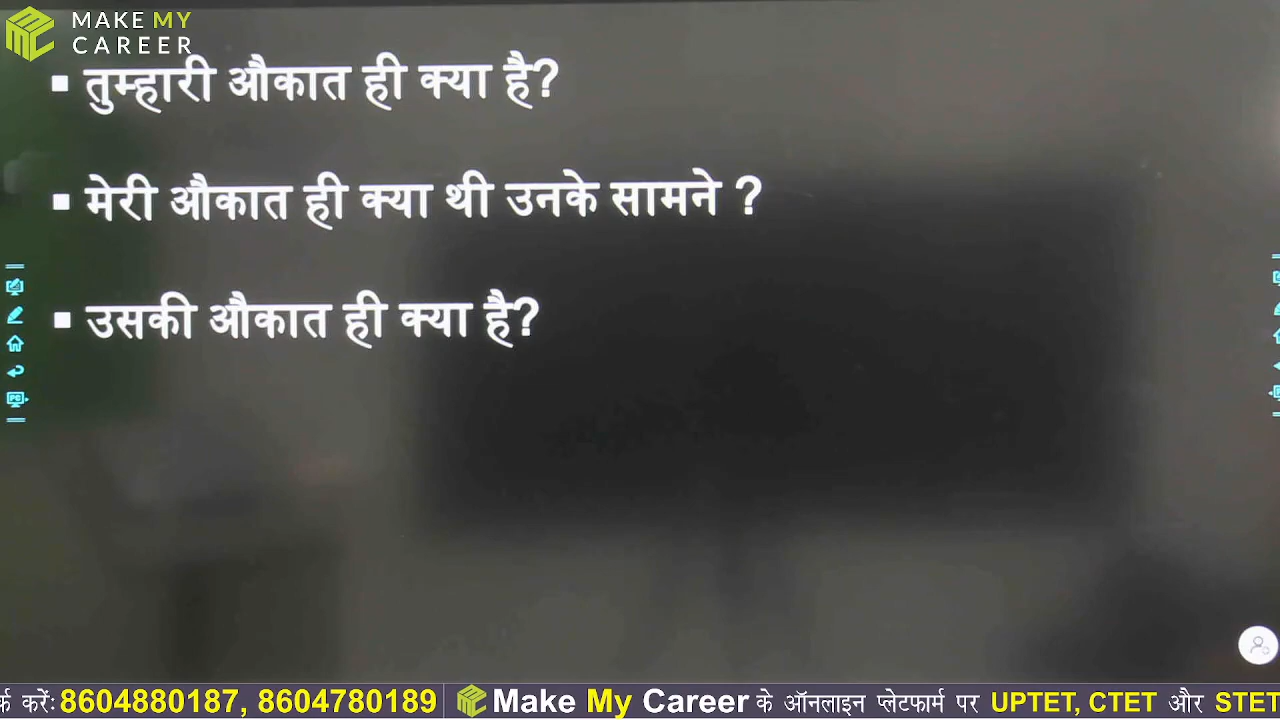 MAKE MY
CAREER
तुम्हारी औकात ही क्या है?
मेरी औकात ही क्या थी उनके सामने ?
उसकी औकात ही क्या है?
PC
र्क करें: 8604880187, 8604780189 Make My Career के ऑनलाइन प्लेटफार्म पर UPTET, CTET और STET